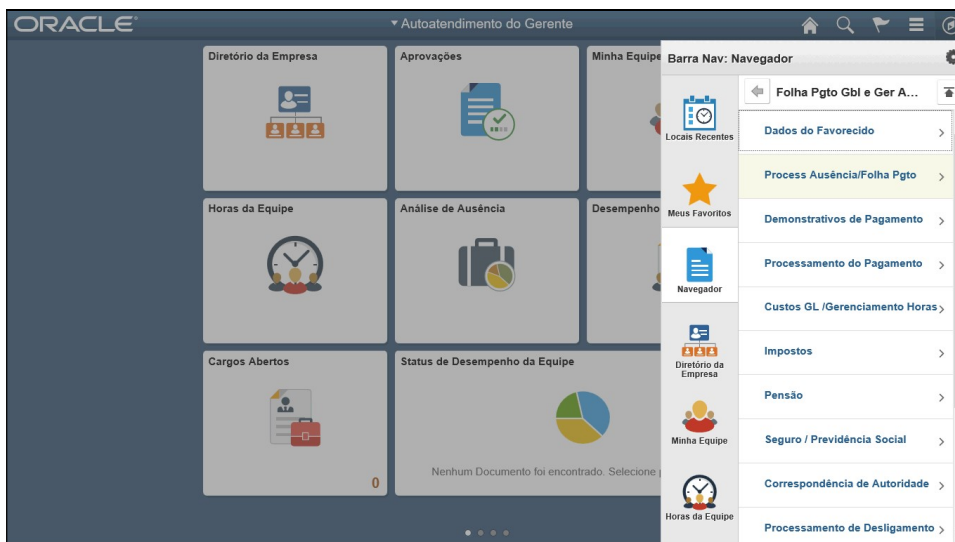 ORACLE
Autoatendimento do Gerente
Diretório da Empresa
Aprovações
Minha Equipe
Horas da Equipe
Análise de Ausência
Desempenho
Cargos Abertos
0
Status de Desempenho da Equipe
Nenhum Documento foi encontrado. Selecione
Barra Nav: Navegador
Locais Recentes
Meus Favoritos
Navegador
Diretório da
Empresa
Minha Equipe
Horas da Equipe
Folha Pgto Gbl e Ger A...
Dados do Favorecido
Process Ausência/Folha Pgto
Demonstrativos de Pagamento
Processamento do Pagamento
Custos GL /Gerenciamento Horas
Impostos
Pensão
Seguro / Previdência Social
Correspondência de Autoridade
Processamento de Desligamento